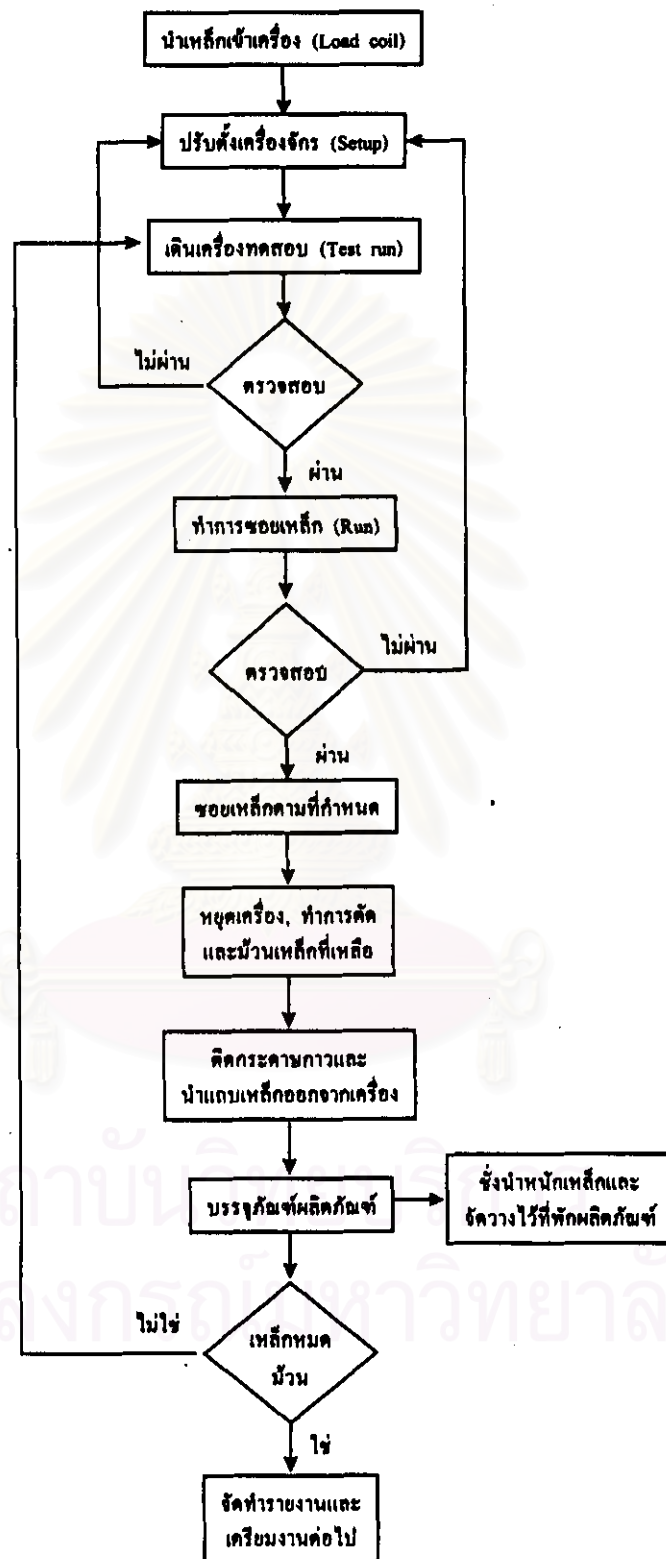 นำเหล็กเข้าเครื่อง (Load coil)
ปรับตั้งเครื่องจักร (Setup)
เดินเครื่องทดสอบ (Test run)
ไม่ผ่าน
ตรวจสอบ
ผ่าน
ทำการซอยเหล็ก (Run)
ไม่ผ่าน
ตรวจสอบ
ผ่าน
ซอยเหล็กตามที่กำหนด
หยุดเครื่อง, ทำการตัด
และม้วนเหล็กที่เหลือ
ติดกระดาษกาวและ
นำแถบเหล็กออกจากเครื่อง
บรรจุภัณฑ์ผลิตภัณฑ์
ชั่งน้ำหนักเหล็กและ
จัดวางไว้ที่พักผลิตภัณฑ์
ไม่ใช่
เหล็กหมด
ม้วน
ใช่
จัดทำรายงานและ
เตรียมงานต่อไป